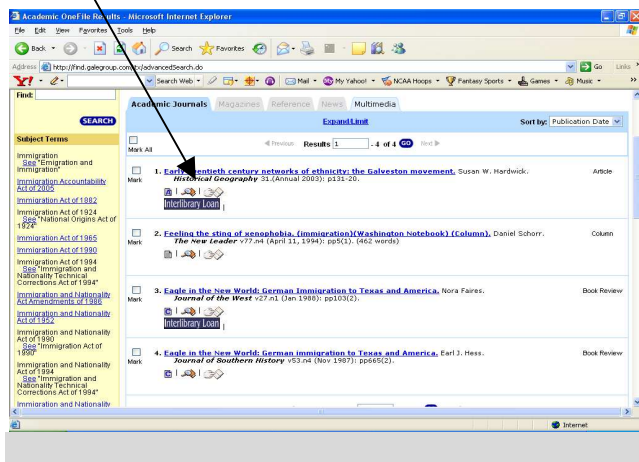 Academic OneFile Results - Microsoft Internet Explorer
File Edit View Favorites Tools Help
Back Search Favorites
Address http://find.galegroup.com/itx/advancedSearch.do Go Links »
Y! Search Web Mail My Yahoo! NCAA Hoops Fantasy Sports Games Music »
Find:
SEARCH
Subject Terms
Immigration
See "Emigration and
Immigration"
Immigration Accountability
Act of 2005
Immigration Act of 1882
Immigration Act of 1924
See "National Origins Act of
1924"
Immigration Act of 1965
Immigration Act of 1990
Immigration Act of 1994
See "Immigration and
Nationality Technical
Corrections Act of 1994"
Immigration and Nationality
Act Amendments of 1986
Immigration and Nationality
Act of 1952
Immigration and Nationality
Act of 1990
See "Immigration Act of
1990"
Immigration and Nationality
Act of 1994
See "Immigration and
Nationality Technical
Corrections Act of 1994"
Immigration and Nationality
Academic Journals Magazines Reference News Multimedia
Expand/Limit Sort by: Publication Date
Mark All Previous Results 1 - 4 of 4 GO Next
Mark 1. Early twentieth century networks of ethnicity: the Galveston movement. Susan W. Hardwick. Article
Historical Geography 31.(Annual 2003): p131-20.
Interlibrary Loan |
Mark 2. Feeling the sting of xenophobia. (immigration)(Washington Notebook) (Column). Daniel Schorr. Column
The New Leader v77.n4 (April 11, 1994): pp5(1). (462 words)
Mark 3. Eagle in the New World: German Immigration to Texas and America. Nora Faires. Book Review
Journal of the West v27.n1 (Jan 1988): pp103(2).
Interlibrary Loan |
Mark 4. Eagle in the New World: German immigration to Texas and America. Earl J. Hess. Book Review
Journal of Southern History v53.n4 (Nov 1987): pp665(2).
Internet